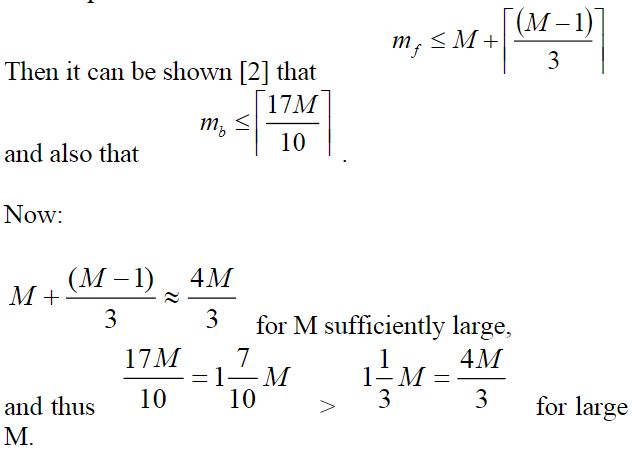 Then it can be shown [2] that m_f ≤ M + ⌈(M − 1)/3⌉
and also that m_b ≤ ⌈17M/10⌉.
Now:
M + (M − 1)/3 ≈ 4M/3 for M sufficiently large,
and thus 17M/10 = 1 7/10 M > 1 1/3 M = 4M/3 for large
M.